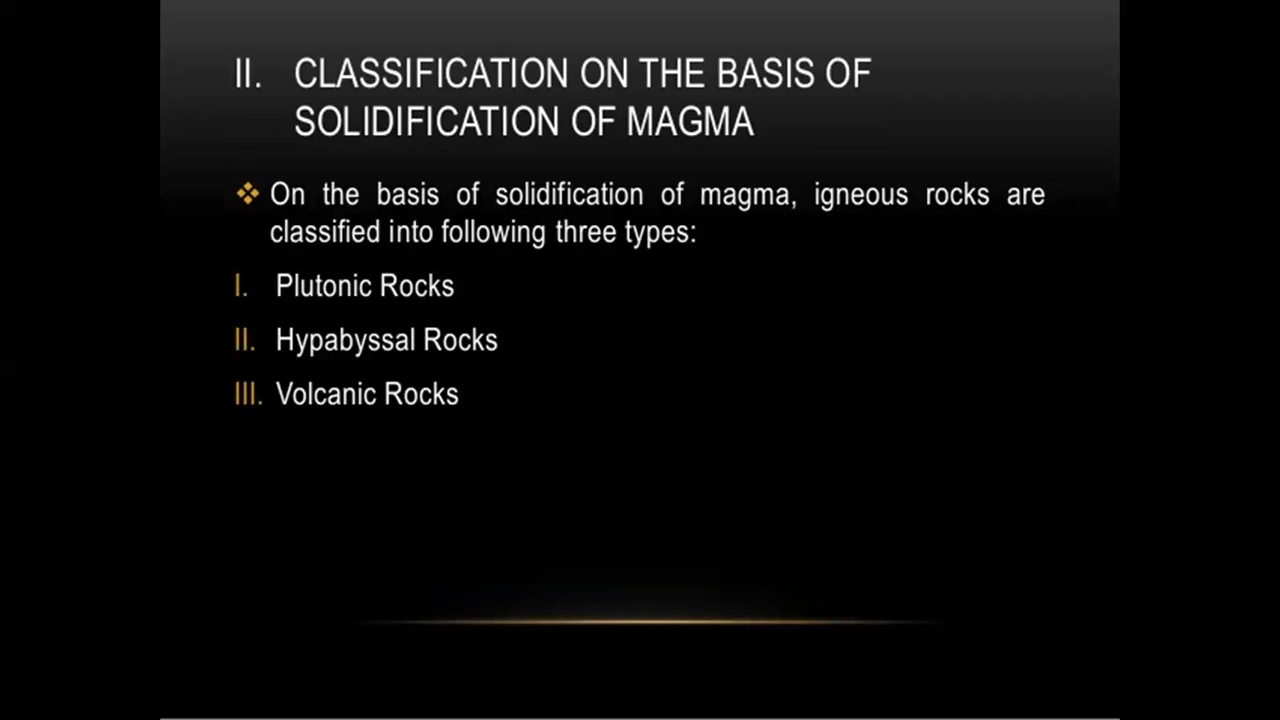 II. CLASSIFICATION ON THE BASIS OF
SOLIDIFICATION OF MAGMA
❖ On the basis of solidification of magma, igneous rocks are
classified into following three types:
I. Plutonic Rocks
II. Hypabyssal Rocks
III. Volcanic Rocks